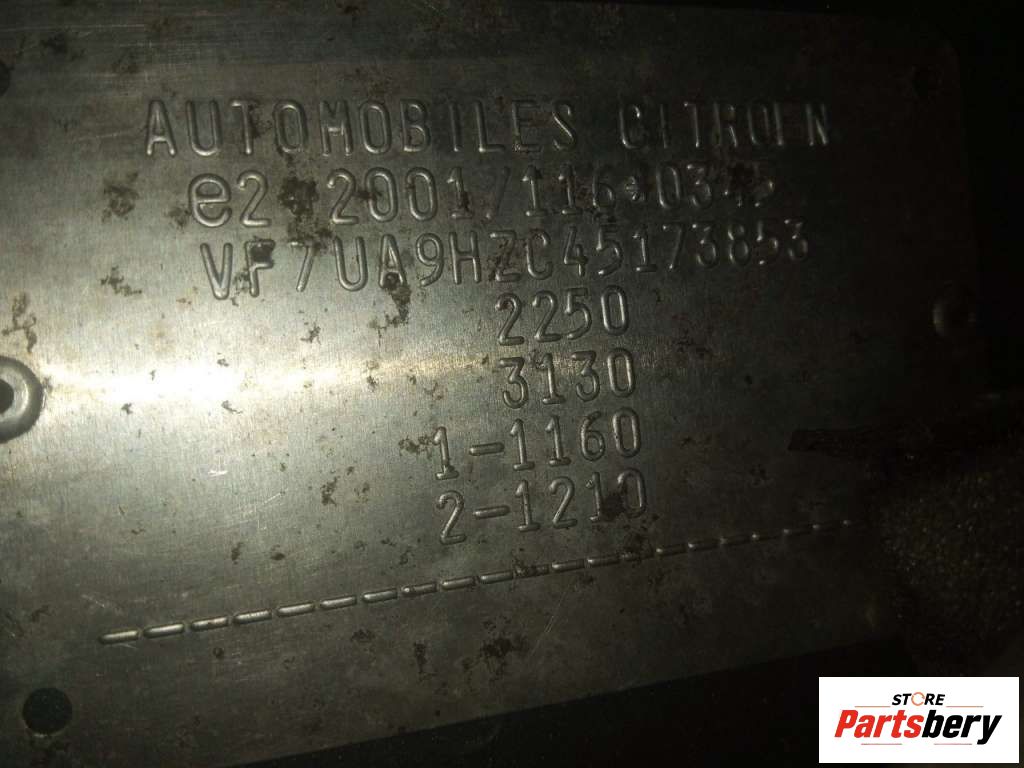 AUTOMOBILES CITROEN
e2*2001/116*0345
VF7UA9HZC45173853
2250
3130
1-1160
2-1210
STORE
Partsbery